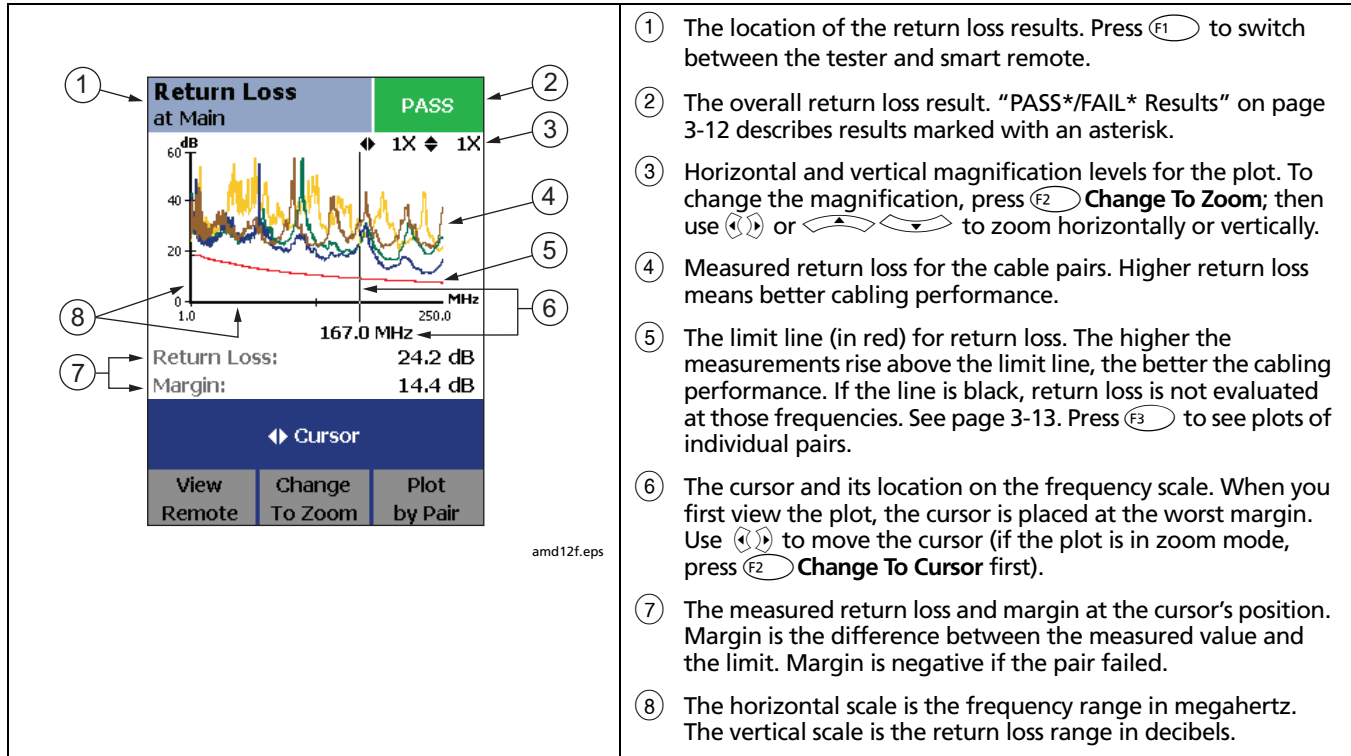 1
Return Loss
at Main
PASS
2
1X 1X
3
dB
60
40
20
0
4
5
MHz
1.0
250.0
6
8
167.0 MHz
Return Loss: 24.2 dB
7
Margin: 14.4 dB
Cursor
View Remote
Change To Zoom
Plot by Pair
amd12f.eps
1 The location of the return loss results. Press F1 to switch
between the tester and smart remote.
2 The overall return loss result. “PASS*/FAIL* Results” on page
3-12 describes results marked with an asterisk.
3 Horizontal and vertical magnification levels for the plot. To
change the magnification, press F2 Change To Zoom; then
use or to zoom horizontally or vertically.
4 Measured return loss for the cable pairs. Higher return loss
means better cabling performance.
5 The limit line (in red) for return loss. The higher the
measurements rise above the limit line, the better the cabling
performance. If the line is black, return loss is not evaluated
at those frequencies. See page 3-13. Press F3 to see plots of
individual pairs.
6 The cursor and its location on the frequency scale. When you
first view the plot, the cursor is placed at the worst margin.
Use to move the cursor (if the plot is in zoom mode,
press F2 Change To Cursor first).
7 The measured return loss and margin at the cursor’s position.
Margin is the difference between the measured value and
the limit. Margin is negative if the pair failed.
8 The horizontal scale is the frequency range in megahertz.
The vertical scale is the return loss range in decibels.